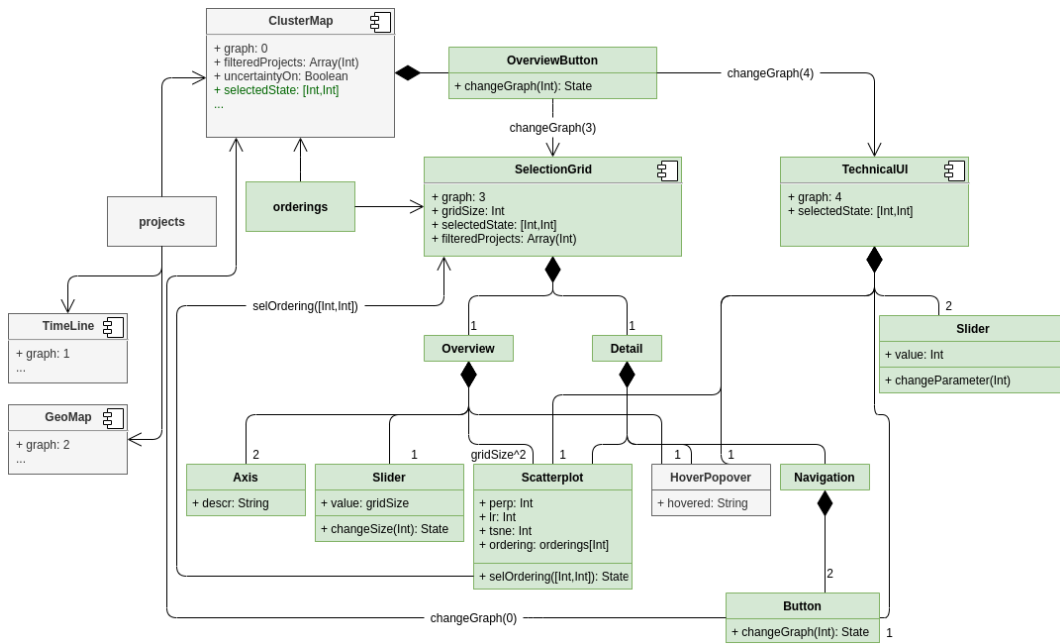 ClusterMap
+ graph: 0
+ filteredProjects: Array(Int)
+ uncertaintyOn: Boolean
+ selectedState: [Int,Int]
...
OverviewButton
+ changeGraph(Int): State
changeGraph(4)
changeGraph(3)
SelectionGrid
+ graph: 3
+ gridSize: Int
+ selectedState: [Int,Int]
+ filteredProjects: Array(Int)
TechnicalUI
+ graph: 4
+ selectedState: [Int,Int]
orderings
projects
selOrdering([Int,Int])
TimeLine
+ graph: 1
...
1
Overview
1
Detail
2
Slider
+ value: Int
+ changeParameter(Int)
GeoMap
+ graph: 2
...
2
1
gridSize^2
1
1
1
Axis
+ descr: String
Slider
+ value: gridSize
+ changeSize(Int): State
Scatterplot
+ perp: Int
+ lr: Int
+ tsne: Int
+ ordering: orderings[Int]
+ selOrdering([Int,Int]): State
HoverPopover
+ hovered: String
Navigation
2
changeGraph(0)
Button
+ changeGraph(Int): State
1